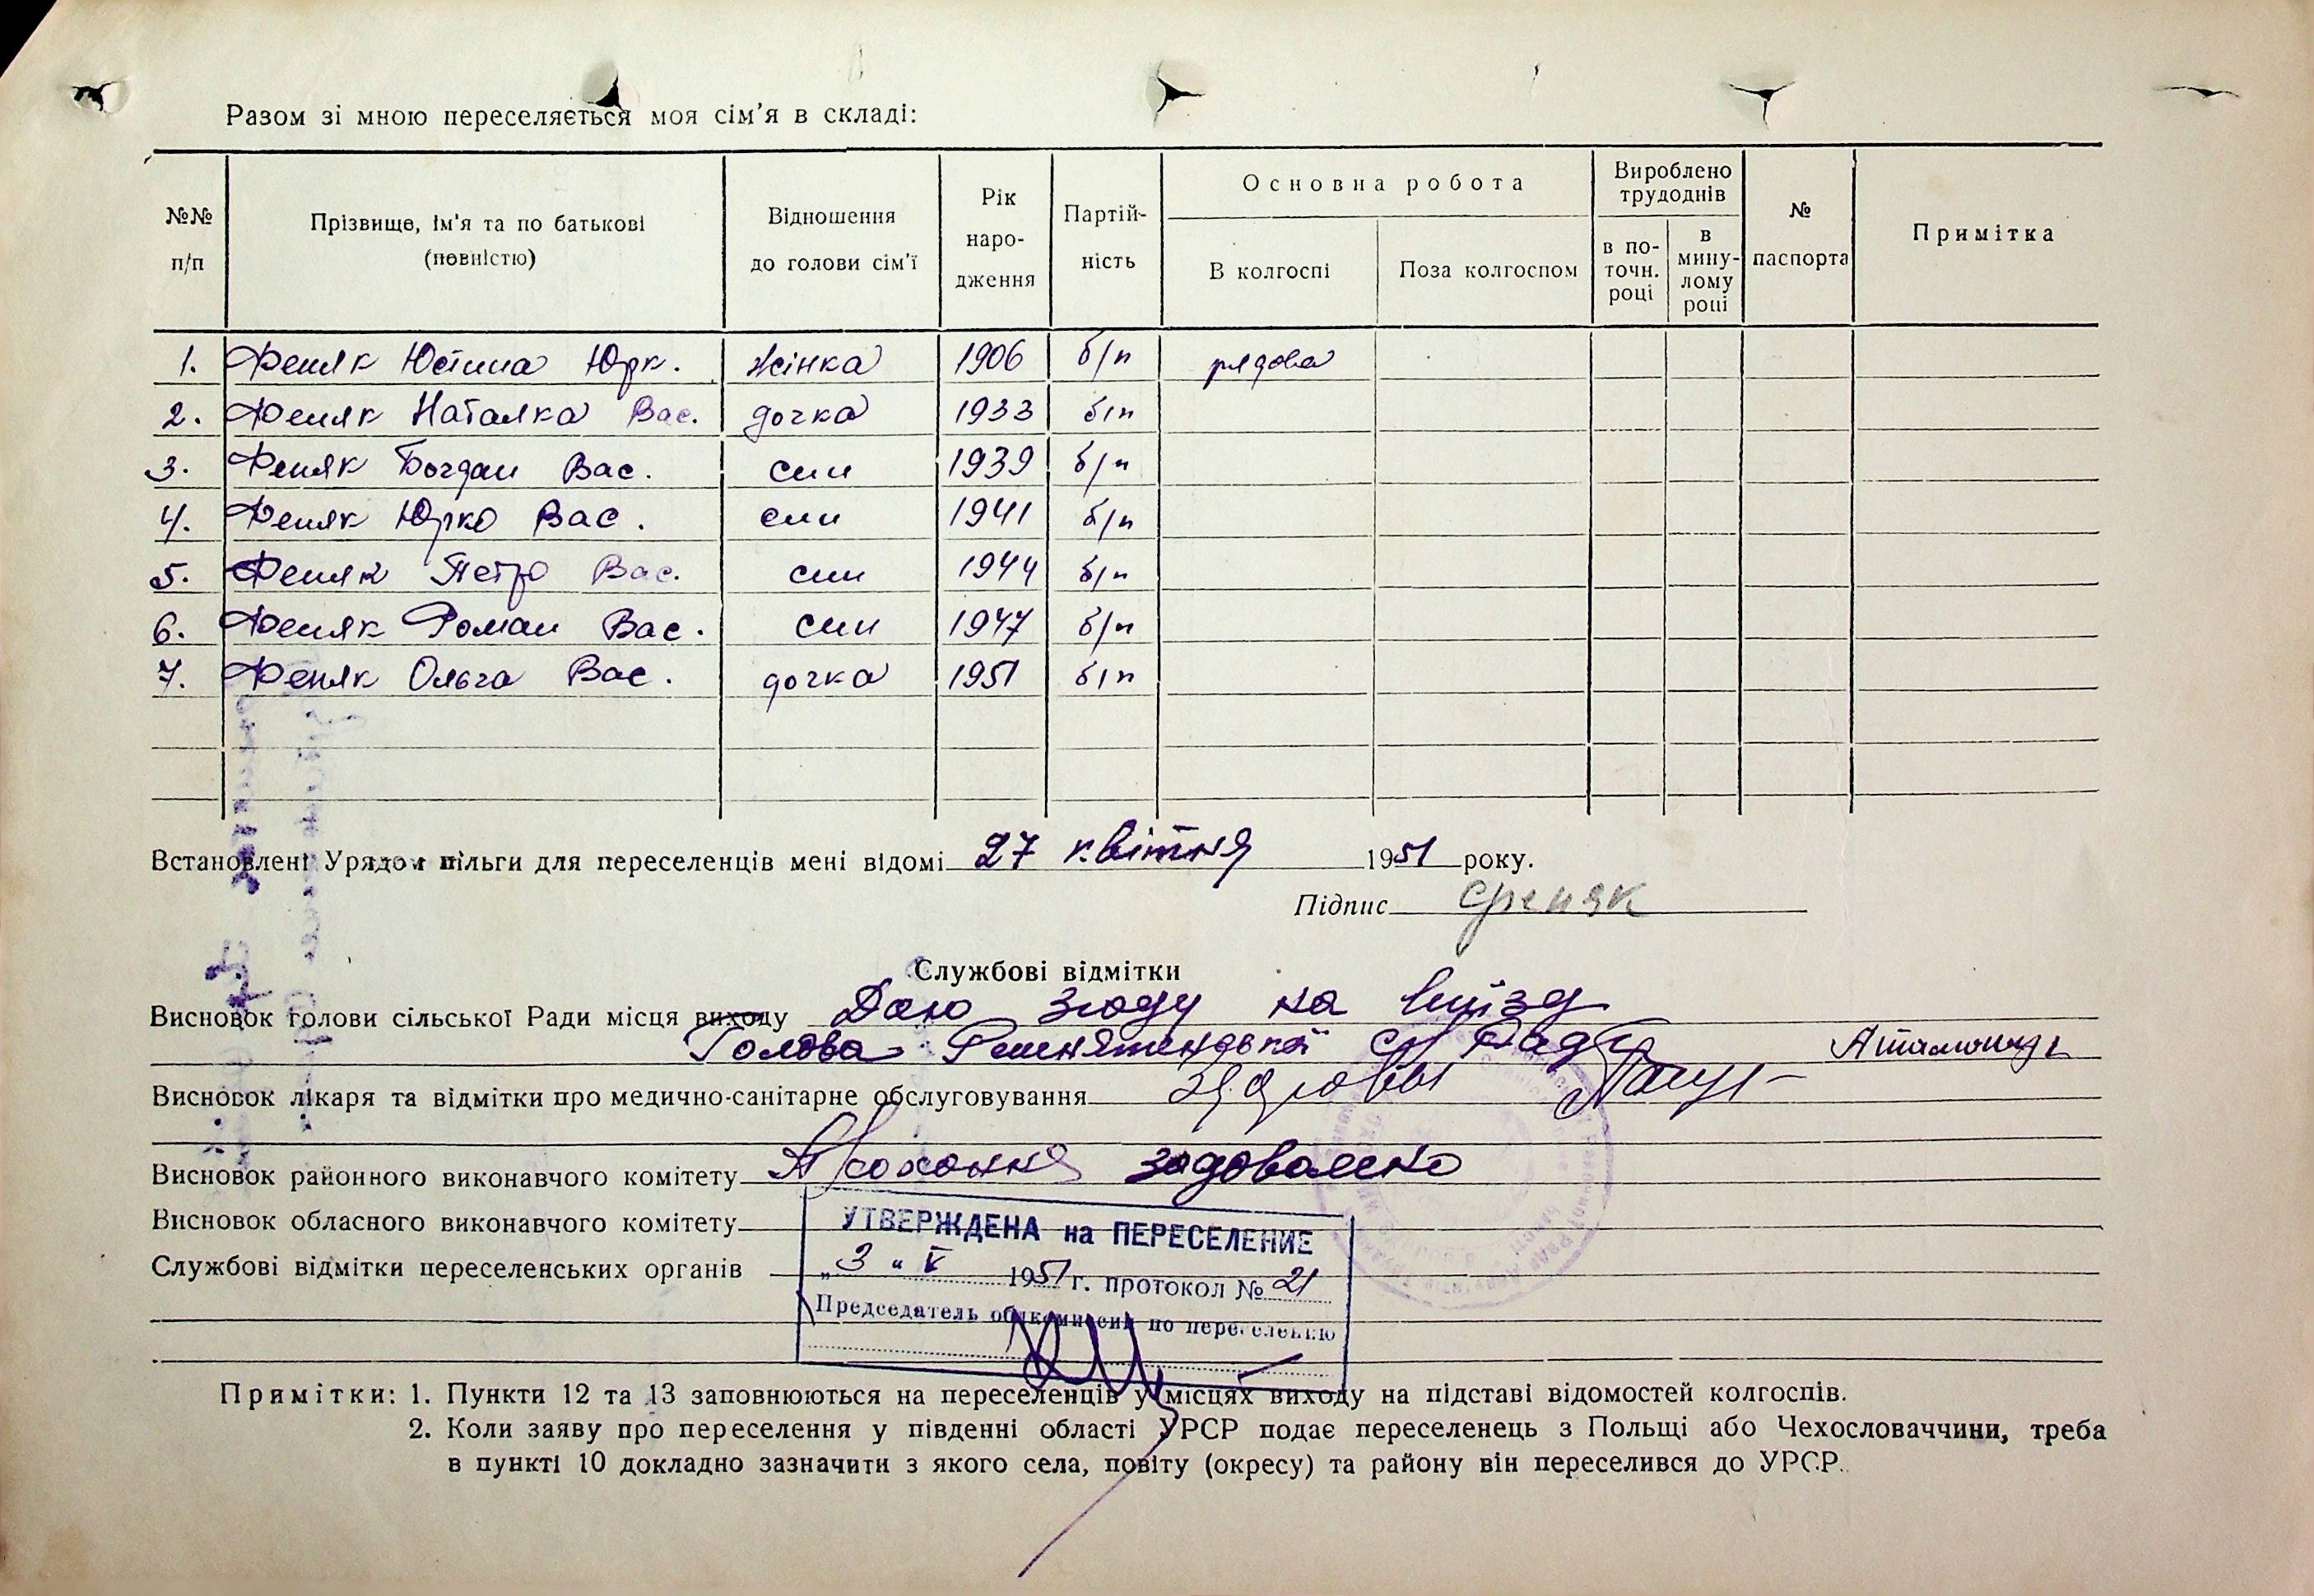 Разом зі мною переселяється моя сім'я в складі:
№№ п/п
Прізвище, ім'я та по батькові (повністю)
Відношення до голови сім'ї
Рік народження
Партійність
Основна робота
В колгоспі
Поза колгоспом
Вироблено трудоднів
в поточн. році
в минулому році
№ паспорта
Примітка
1. Феняк Юстина Юрк. жінка 1906 б/п рядова
2. Феняк Наталка Вас. дочка 1933 б/п
3. Феняк Богдан Вас. син 1939 б/п
4. Феняк Юрко Вас. син 1941 б/п
5. Феняк Петро Вас. син 1944 б/п
6. Феняк Роман Вас. син 1947 б/п
7. Феняк Ольга Вас. дочка 1951 б/п
Встановлені Урядом пільги для переселенців мені відомі 27 квітня 1951 року.
Підпис Феняк
Службові відмітки
Висновок голови сільської Ради місця виходу Даю згоду на виїзд
Голова с/Ради
Висновок лікаря та відмітки про медично-санітарне обслуговування здорові
Висновок районного виконавчого комітету Прохання задоволено
Висновок обласного виконавчого комітету
УТВЕРЖДЕНА на ПЕРЕСЕЛЕНИЕ
Службові відмітки переселенських органів
„3“ V 1951 г. протокол № 21
Председатель облкомиссии по переселению
Примітки: 1. Пункти 12 та 13 заповнюються на переселенців у місцях виходу на підставі відомостей колгоспів.
2. Коли заяву про переселення у південні області УРСР подає переселенець з Польщі або Чехословаччини, треба
в пункті 10 докладно зазначити з якого села, повіту (окресу) та району він переселився до УРСР.